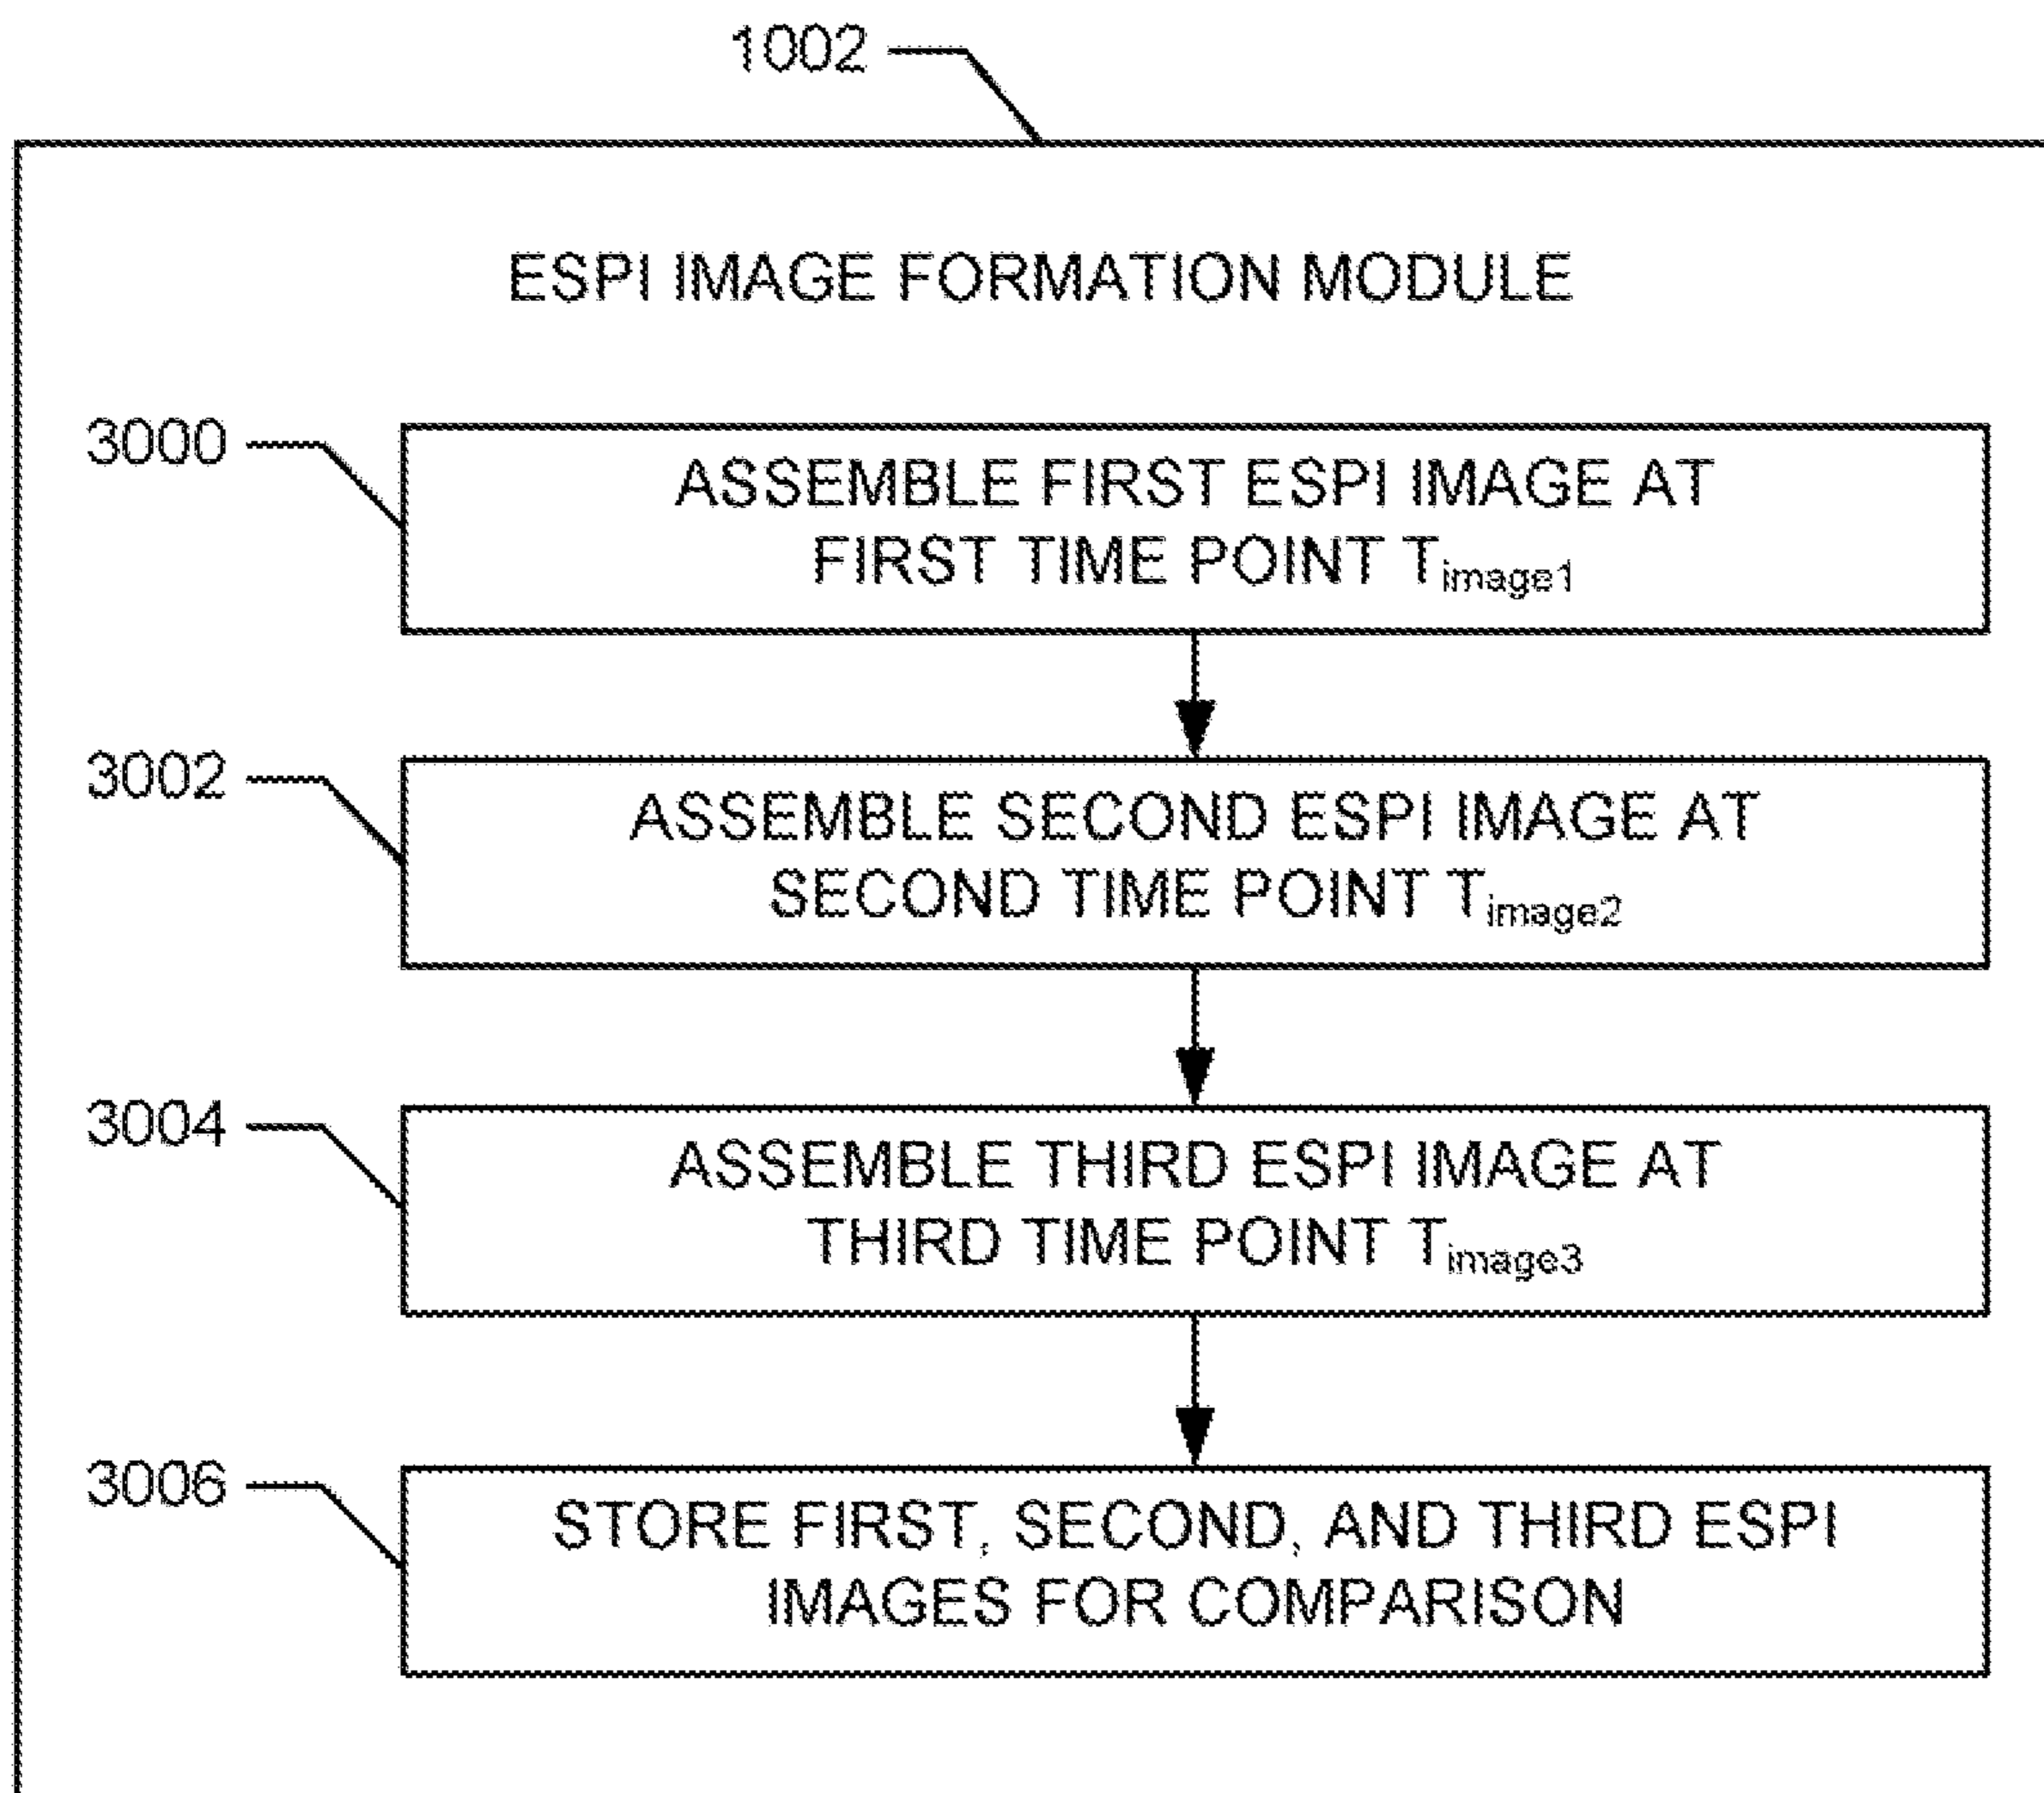 1002
ESPI IMAGE FORMATION MODULE
3000
ASSEMBLE FIRST ESPI IMAGE AT
FIRST TIME POINT Timage1
3002
ASSEMBLE SECOND ESPI IMAGE AT
SECOND TIME POINT Timage2
3004
ASSEMBLE THIRD ESPI IMAGE AT
THIRD TIME POINT Timage3
3006
STORE FIRST, SECOND, AND THIRD ESPI
IMAGES FOR COMPARISON